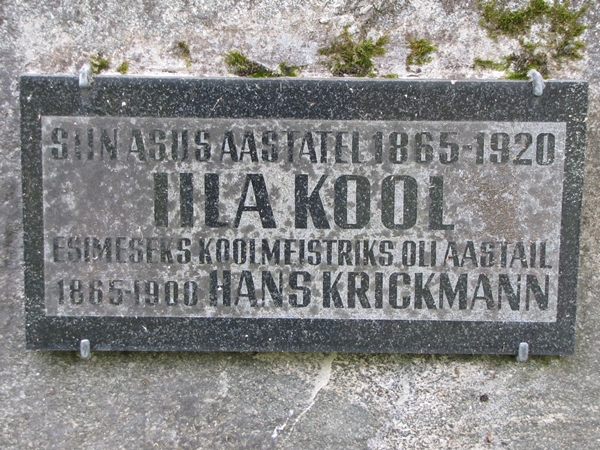 SIIN ASUS AASTATEL 1865-1920
IILA KOOL
ESIMESEKS KOOLMEISTRIKS OLI AASTAIL
1865-1900 HANS KRICKMANN